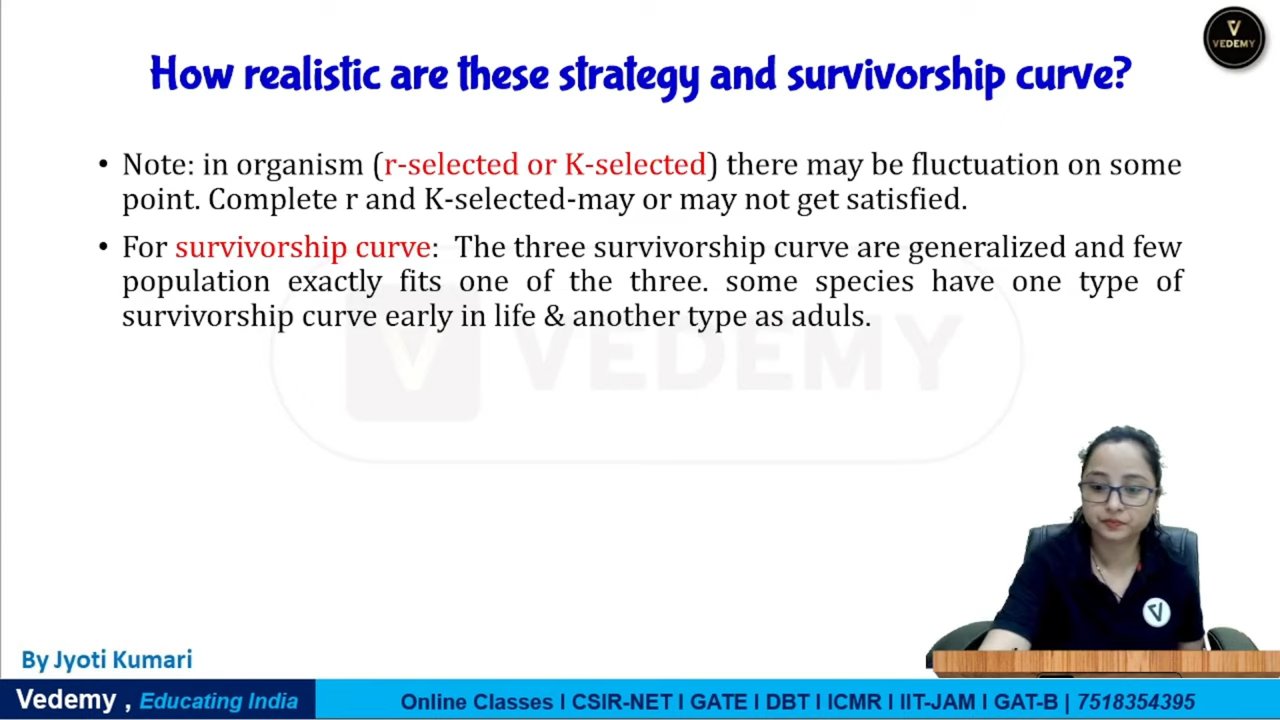 VEDEMY
How realistic are these strategy and survivorship curve?
• Note: in organism (r-selected or K-selected) there may be fluctuation on some
point. Complete r and K-selected-may or may not get satisfied.
• For survivorship curve: The three survivorship curve are generalized and few
population exactly fits one of the three. some species have one type of
survivorship curve early in life & another type as aduls.
VEDEMY
By Jyoti Kumari
Vedemy , Educating India
Online Classes I CSIR-NET I GATE I DBT I ICMR I IIT-JAM I GAT-B | 7518354395